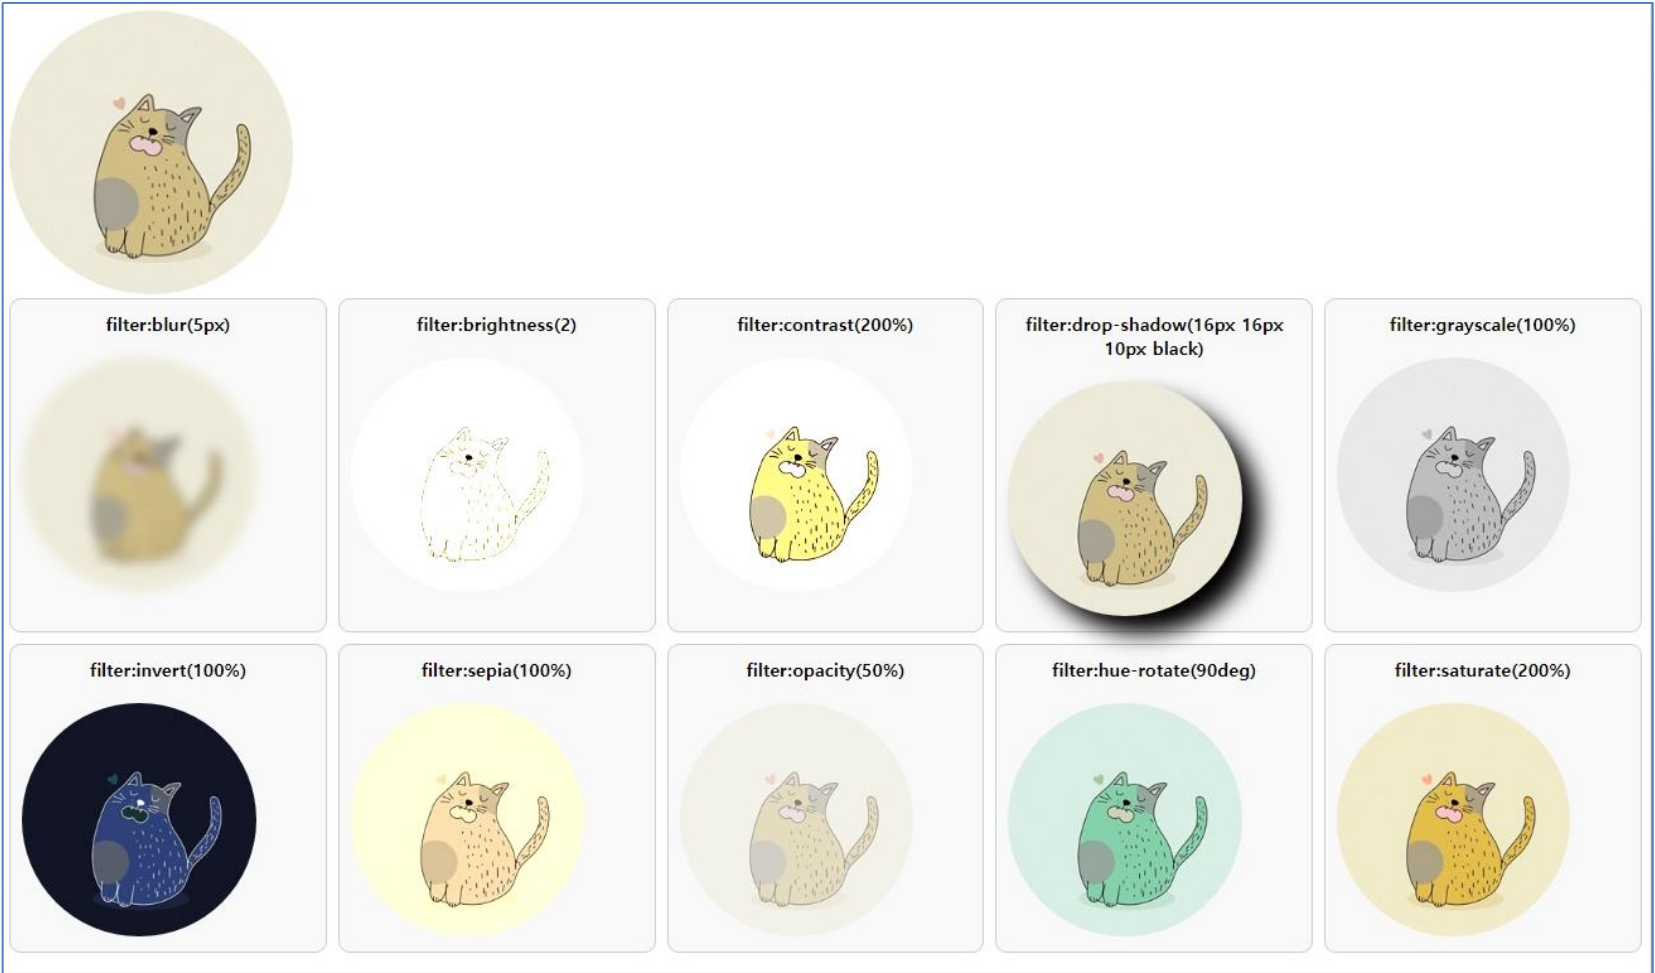 filter:blur(5px)
filter:brightness(2)
filter:contrast(200%)
filter:drop-shadow(16px 16px
10px black)
filter:grayscale(100%)
filter:invert(100%)
filter:sepia(100%)
filter:opacity(50%)
filter:hue-rotate(90deg)
filter:saturate(200%)